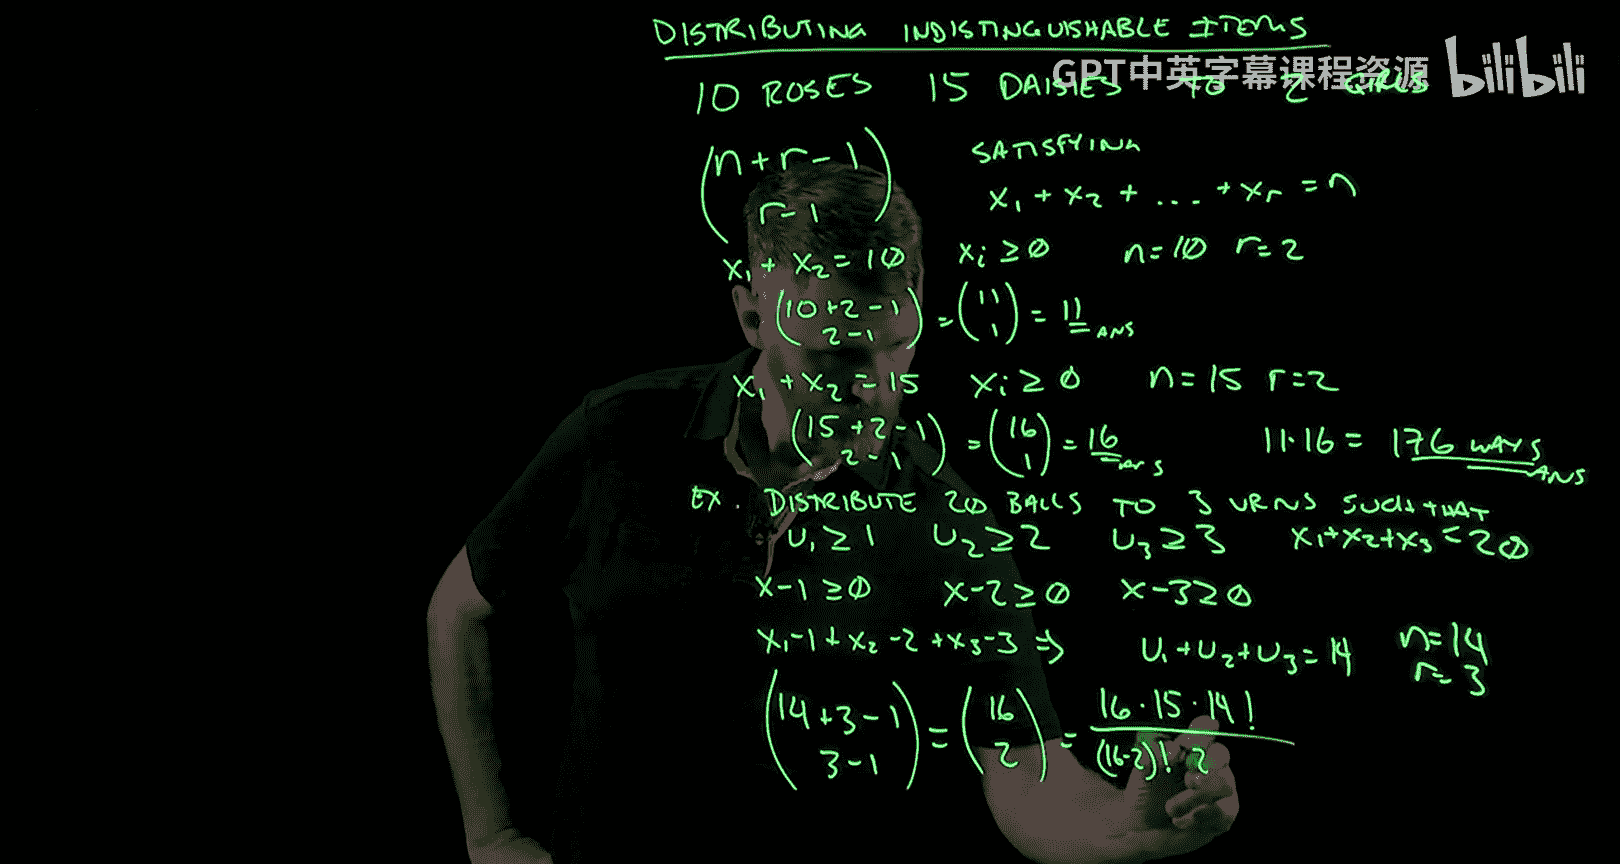 DISTRIBUTING INDISTINGUISHABLE ITEMS
GPT中英字幕课程资源 bilibili
10 ROSES 15 DAISIES TO 2 GIRLS
(n+r-1 / r-1) SATISFYING
x₁ + x₂ + ... + xᵣ = n
x₁ + x₂ = 10 xᵢ ≥ 0 n=10 r=2
(10+2-1 / 2-1) = (11 / 1) = 11 ANS
x₁ + x₂ = 15 xᵢ ≥ 0 n=15 r=2
(15+2-1 / 2-1) = (16 / 1) = 16 ANS 11·16 = 176 WAYS ANS
EX. DISTRIBUTE 20 BALLS TO 3 URNS SUCH THAT
U₁≥1 U₂≥2 U₃≥3 x₁+x₂+x₃=20
x-1≥0 x-2≥0 x-3≥0
x₁-1+x₂-2+x₃-3 ⇒ U₁+U₂+U₃=14 n=14
r=3
(14+3-1 / 3-1) = (16 / 2) = 16·15·14! / (16-2)! 2